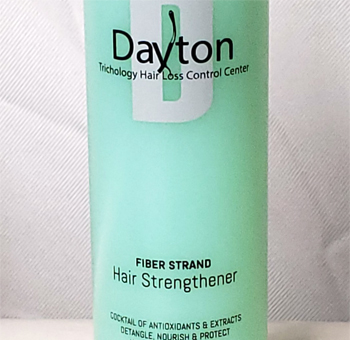 Dayton
Trichology Hair Loss Control Center
FIBER STRAND
Hair Strengthener
COCKTAIL OF ANTIOXIDANTS & EXTRACTS
DETANGLE, NOURISH & PROTECT